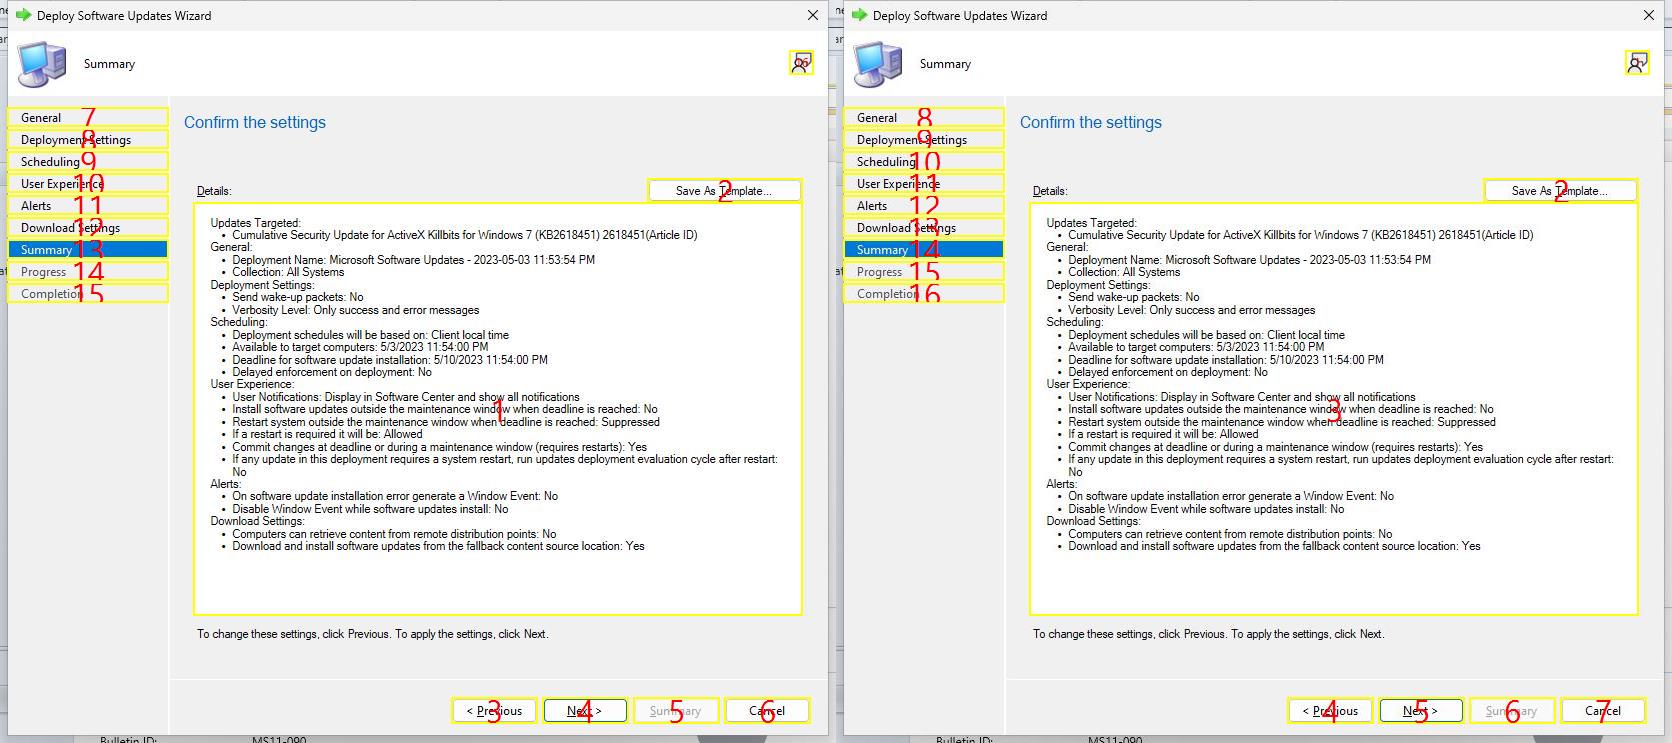 Deploy Software Updates Wizard
Summary
16
General 7
Deployment Settings 8
Scheduling 9
User Experience 10
Alerts 11
Download Settings 12
Summary 13
Progress 14
Completion 15
Confirm the settings
Details:
Save As Template... 2
Updates Targeted:
• Cumulative Security Update for ActiveX Killbits for Windows 7 (KB2618451) 2618451(Article ID)
General:
• Deployment Name: Microsoft Software Updates - 2023-05-03 11:53:54 PM
• Collection: All Systems
Deployment Settings:
• Send wake-up packets: No
• Verbosity Level: Only success and error messages
Scheduling:
• Deployment schedules will be based on: Client local time
• Available to target computers: 5/3/2023 11:54:00 PM
• Deadline for software update installation: 5/10/2023 11:54:00 PM
• Delayed enforcement on deployment: No
User Experience:
• User Notifications: Display in Software Center and show all notifications
• Install software updates outside the maintenance window when deadline is reached: No
1
• Restart system outside the maintenance window when deadline is reached: Suppressed
• If a restart is required it will be: Allowed
• Commit changes at deadline or during a maintenance window (requires restarts): Yes
• If any update in this deployment requires a system restart, run updates deployment evaluation cycle after restart:
No
Alerts:
• On software update installation error generate a Window Event: No
• Disable Window Event while software updates install: No
Download Settings:
• Computers can retrieve content from remote distribution points: No
• Download and install software updates from the fallback content source location: Yes
To change these settings, click Previous. To apply the settings, click Next.
< Previous 3
Next > 4
Summary 5
Cancel 6
Bulletin ID: MS11-090
Deploy Software Updates Wizard
Summary
General 8
Deployment Settings 9
Scheduling 10
User Experience 11
Alerts 12
Download Settings 13
Summary 14
Progress 15
Completion 16
Confirm the settings
Details:
Save As Template... 2
Updates Targeted:
• Cumulative Security Update for ActiveX Killbits for Windows 7 (KB2618451) 2618451(Article ID)
General:
• Deployment Name: Microsoft Software Updates - 2023-05-03 11:53:54 PM
• Collection: All Systems
Deployment Settings:
• Send wake-up packets: No
• Verbosity Level: Only success and error messages
Scheduling:
• Deployment schedules will be based on: Client local time
• Available to target computers: 5/3/2023 11:54:00 PM
• Deadline for software update installation: 5/10/2023 11:54:00 PM
• Delayed enforcement on deployment: No
User Experience:
• User Notifications: Display in Software Center and show all notifications
• Install software updates outside the maintenance window when deadline is reached: No
3
• Restart system outside the maintenance window when deadline is reached: Suppressed
• If a restart is required it will be: Allowed
• Commit changes at deadline or during a maintenance window (requires restarts): Yes
• If any update in this deployment requires a system restart, run updates deployment evaluation cycle after restart:
No
Alerts:
• On software update installation error generate a Window Event: No
• Disable Window Event while software updates install: No
Download Settings:
• Computers can retrieve content from remote distribution points: No
• Download and install software updates from the fallback content source location: Yes
To change these settings, click Previous. To apply the settings, click Next.
< Previous 4
Next > 5
Summary 6
Cancel 7
Bulletin ID: MS11-090